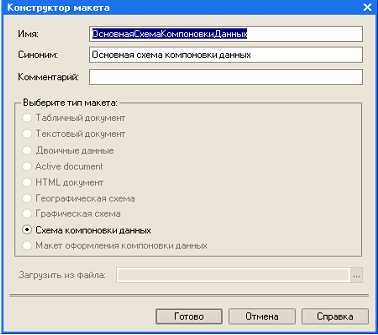 Конструктор макета
Имя: ОсновнаяСхемаКомпоновкиДанных
Синоним: Основная схема компоновки данных
Комментарий:
Выберите тип макета:
Табличный документ
Текстовый документ
Двоичные данные
Active document
HTML документ
Географическая схема
Графическая схема
Схема компоновки данных
Макет оформления компоновки данных
Загрузить из файла: ...
Готово Отмена Справка